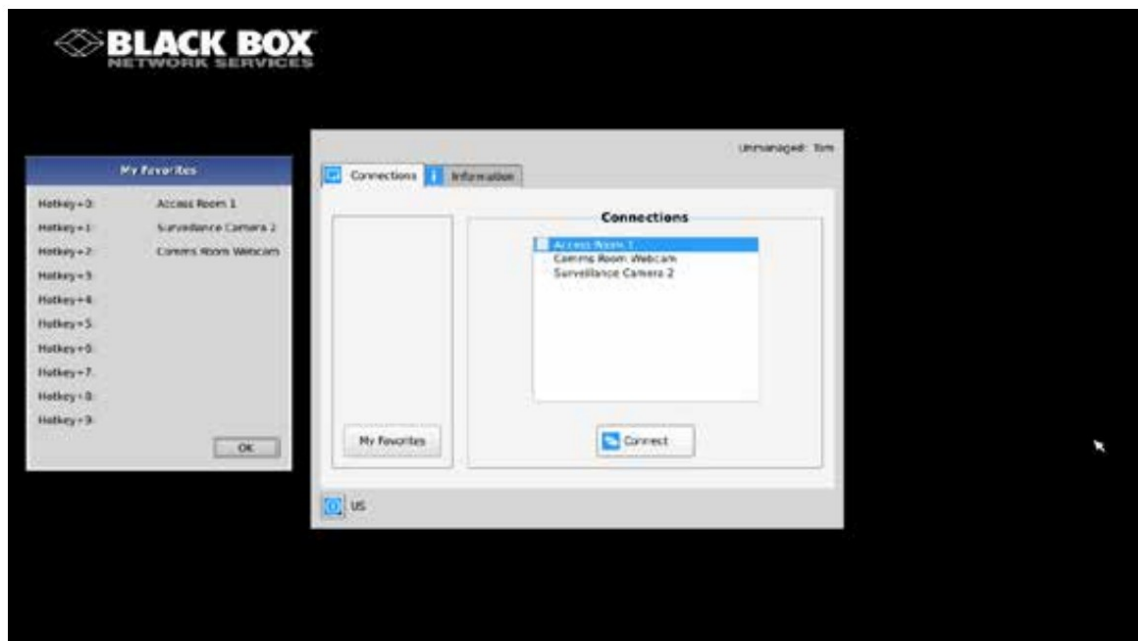 BLACK BOX
NETWORK SERVICES
Unmanaged: Tom
My Favorites
Hotkey+0: Access Room 1
Hotkey+1: Surveillance Camera 2
Hotkey+2: Comms Room Webcam
Hotkey+3:
Hotkey+4:
Hotkey+5:
Hotkey+6:
Hotkey+7:
Hotkey+8:
Hotkey+9:
OK
Connections
Information
Connections
Access Room 1
Comms Room Webcam
Surveillance Camera 2
My Favorites
Connect
US